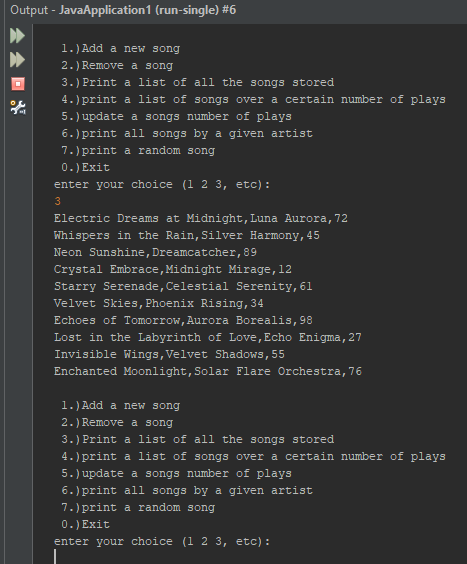 Output - JavaApplication1 (run-single) #6
1.)Add a new song
2.)Remove a song
3.)Print a list of all the songs stored
4.)print a list of songs over a certain number of plays
5.)update a songs number of plays
6.)print all songs by a given artist
7.)print a random song
0.)Exit
enter your choice (1 2 3, etc):
3
Electric Dreams at Midnight,Luna Aurora,72
Whispers in the Rain,Silver Harmony,45
Neon Sunshine,Dreamcatcher,89
Crystal Embrace,Midnight Mirage,12
Starry Serenade,Celestial Serenity,61
Velvet Skies,Phoenix Rising,34
Echoes of Tomorrow,Aurora Borealis,98
Lost in the Labyrinth of Love,Echo Enigma,27
Invisible Wings,Velvet Shadows,55
Enchanted Moonlight,Solar Flare Orchestra,76
1.)Add a new song
2.)Remove a song
3.)Print a list of all the songs stored
4.)print a list of songs over a certain number of plays
5.)update a songs number of plays
6.)print all songs by a given artist
7.)print a random song
0.)Exit
enter your choice (1 2 3, etc):